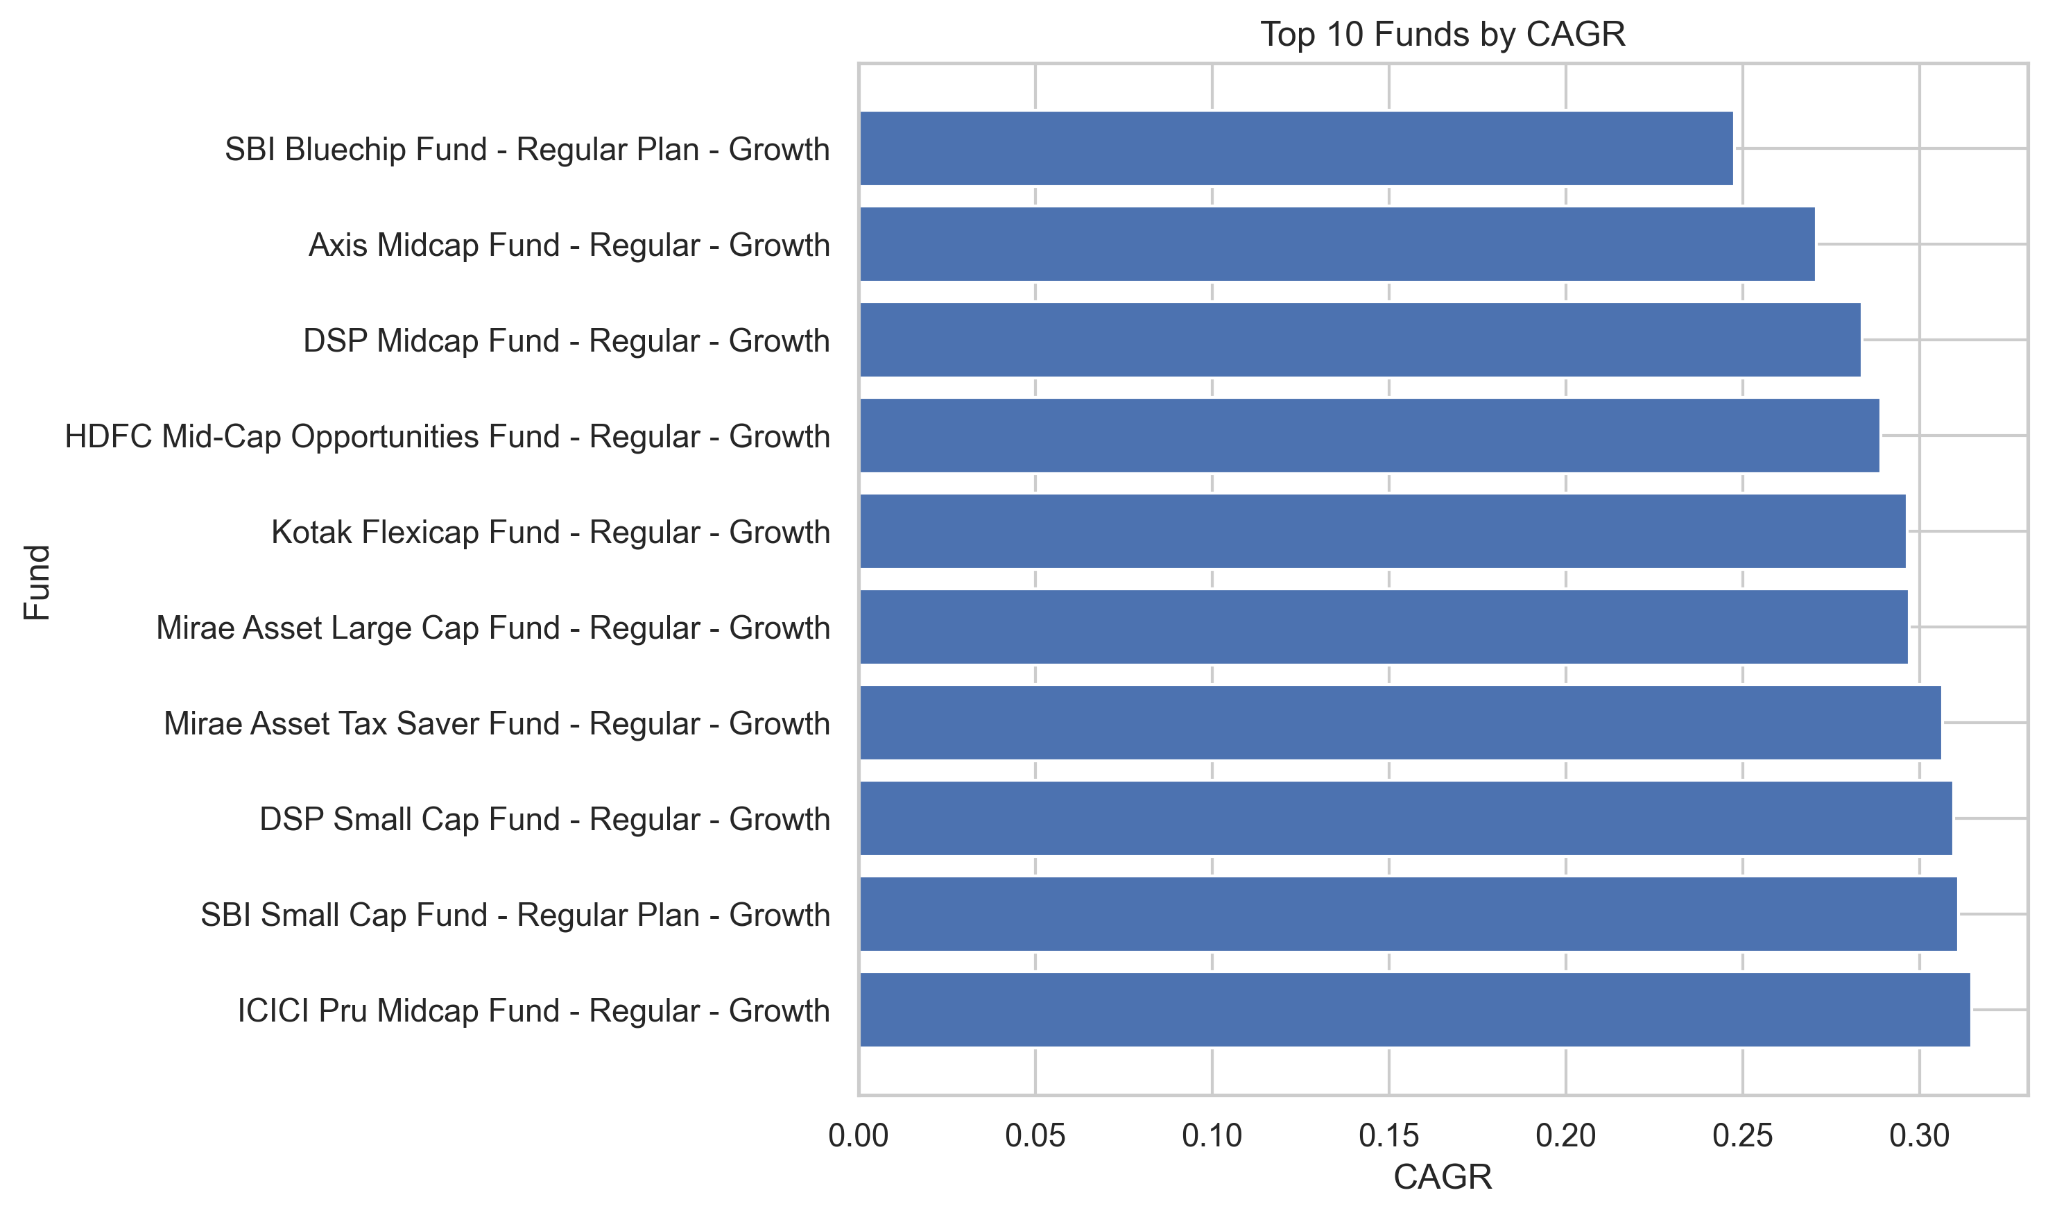 Top 10 Funds by CAGR
SBI Bluechip Fund - Regular Plan - Growth
Axis Midcap Fund - Regular - Growth
DSP Midcap Fund - Regular - Growth
HDFC Mid-Cap Opportunities Fund - Regular - Growth
Kotak Flexicap Fund - Regular - Growth
Mirae Asset Large Cap Fund - Regular - Growth
Mirae Asset Tax Saver Fund - Regular - Growth
DSP Small Cap Fund - Regular - Growth
SBI Small Cap Fund - Regular Plan - Growth
ICICI Pru Midcap Fund - Regular - Growth
Fund
0.00 0.05 0.10 0.15 0.20 0.25 0.30
CAGR